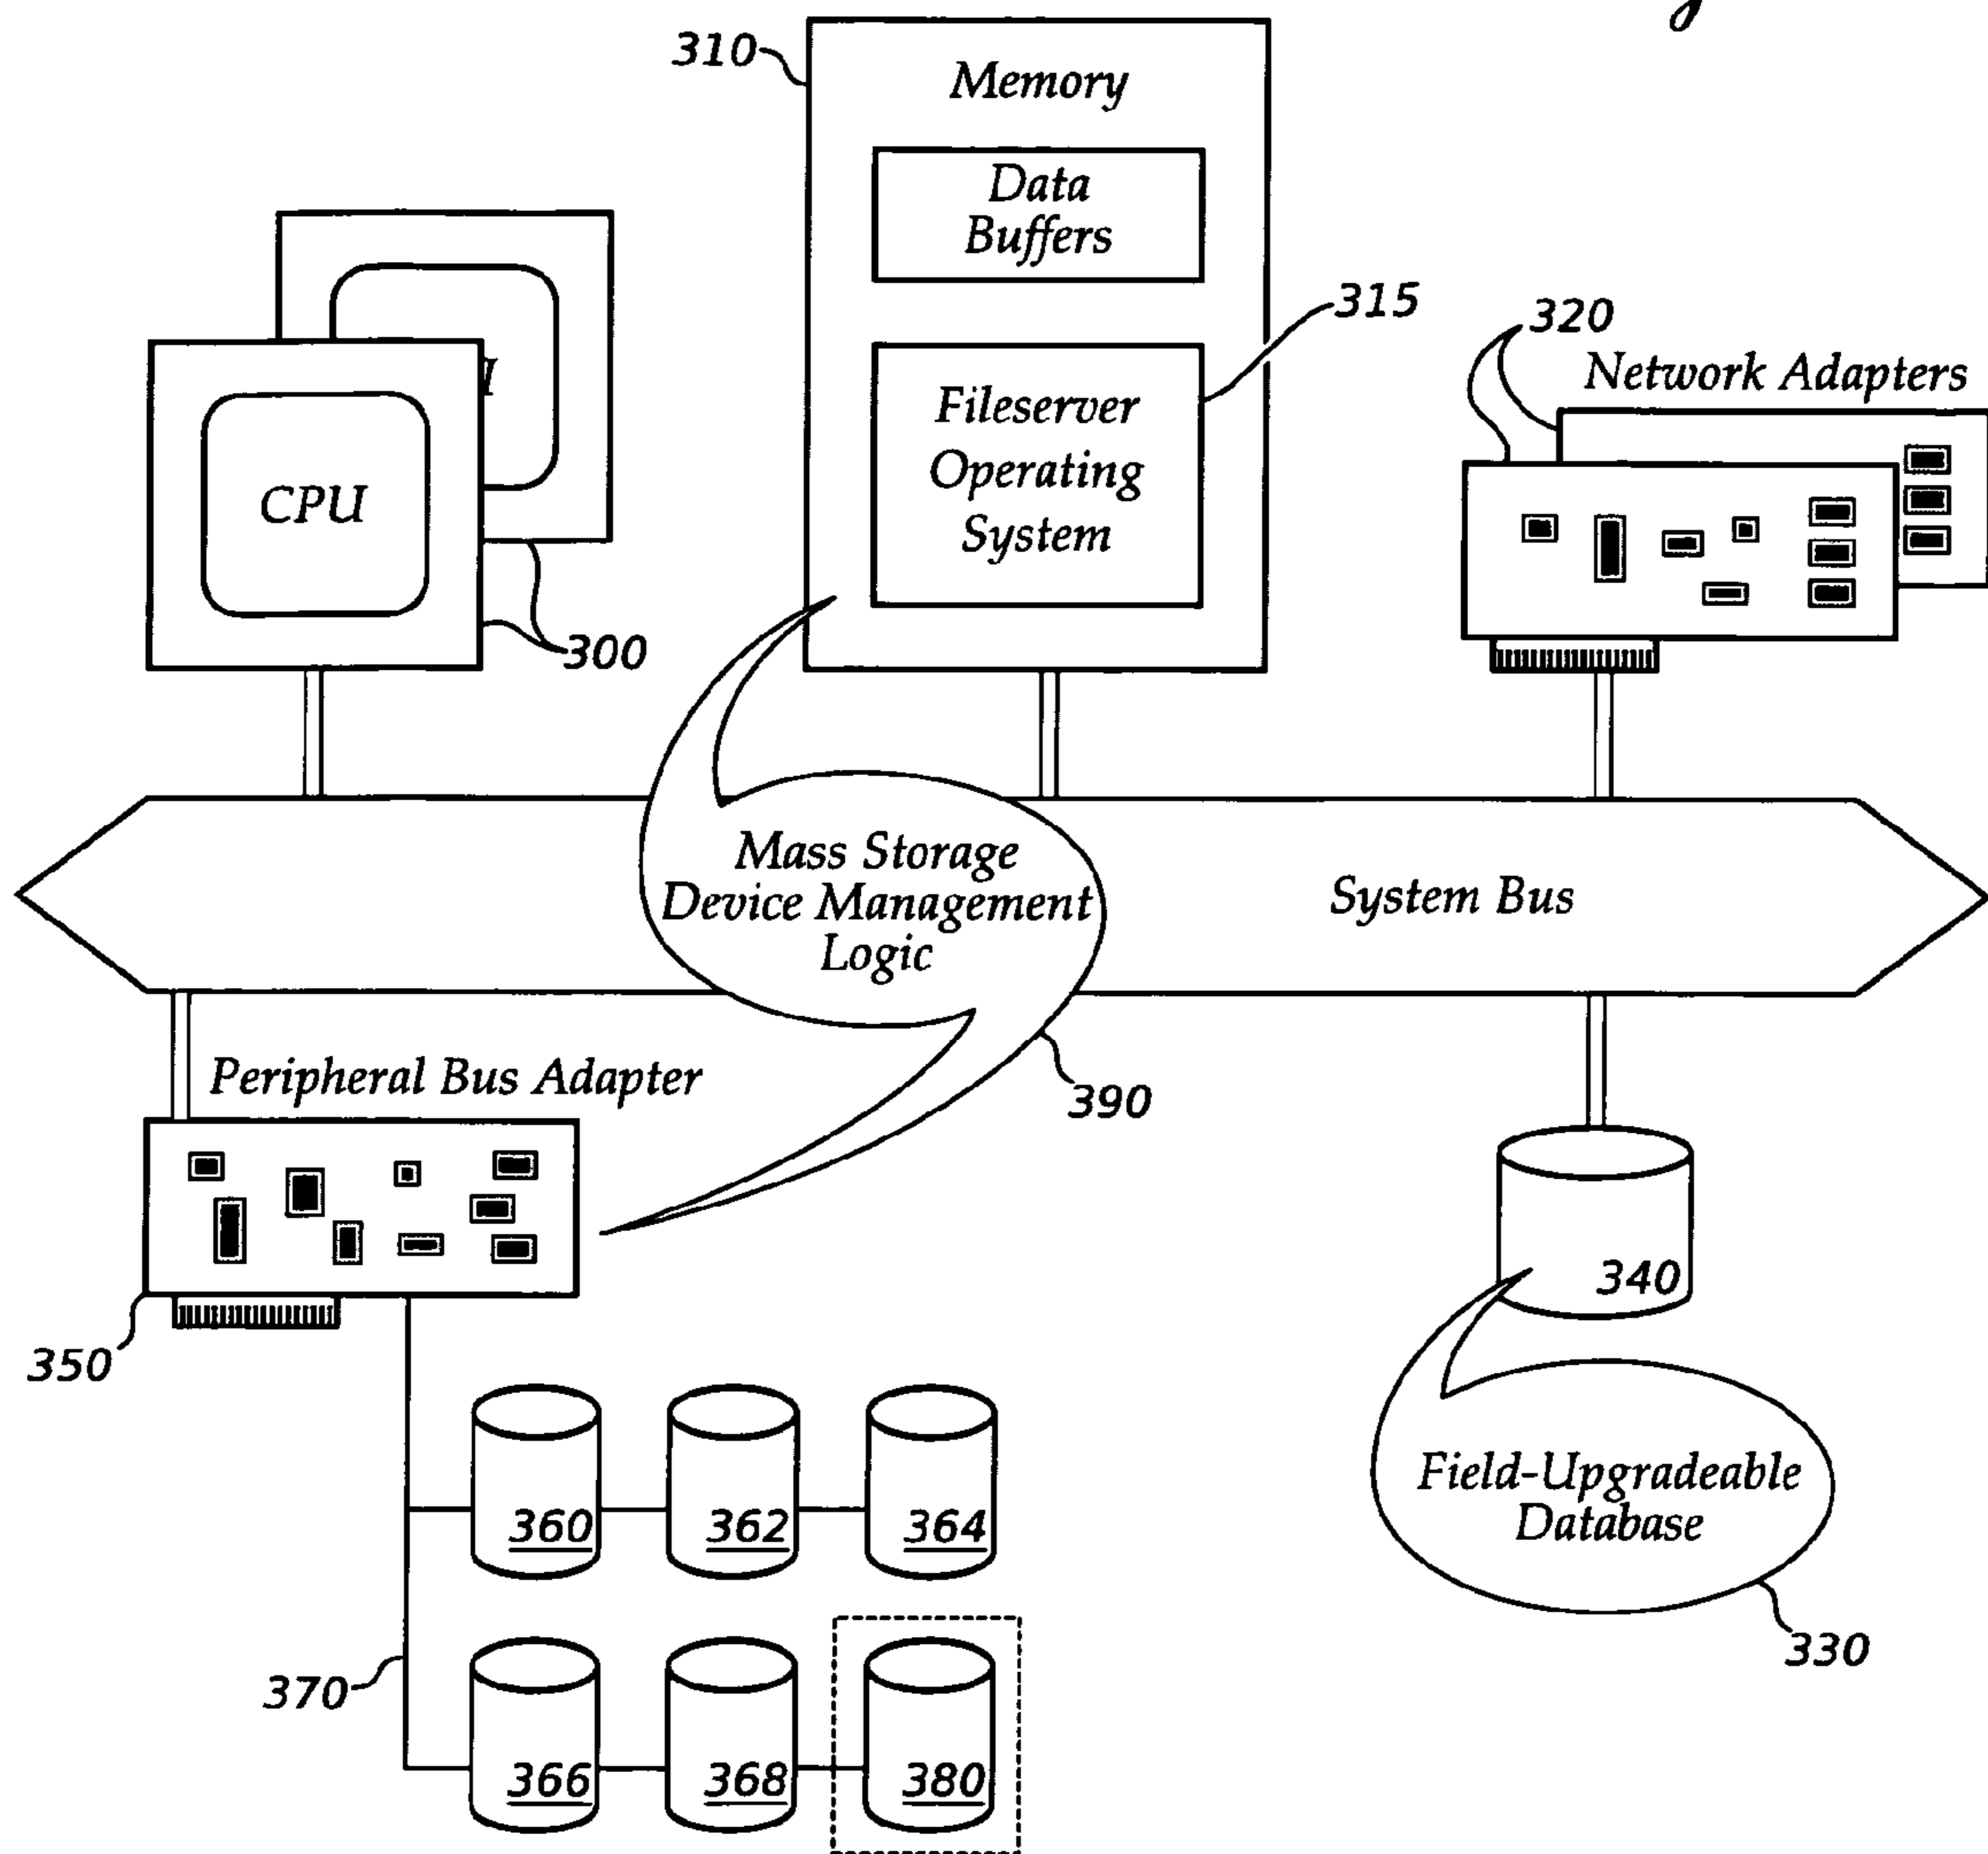 310
Memory
Data
Buffers
315
320
Network Adapters
Fileserver
Operating
System
CPU
300
Mass Storage
Device Management
Logic
System Bus
Peripheral Bus Adapter
390
340
350
360
362
364
Field-Upgradeable
Database
330
370
366
368
380